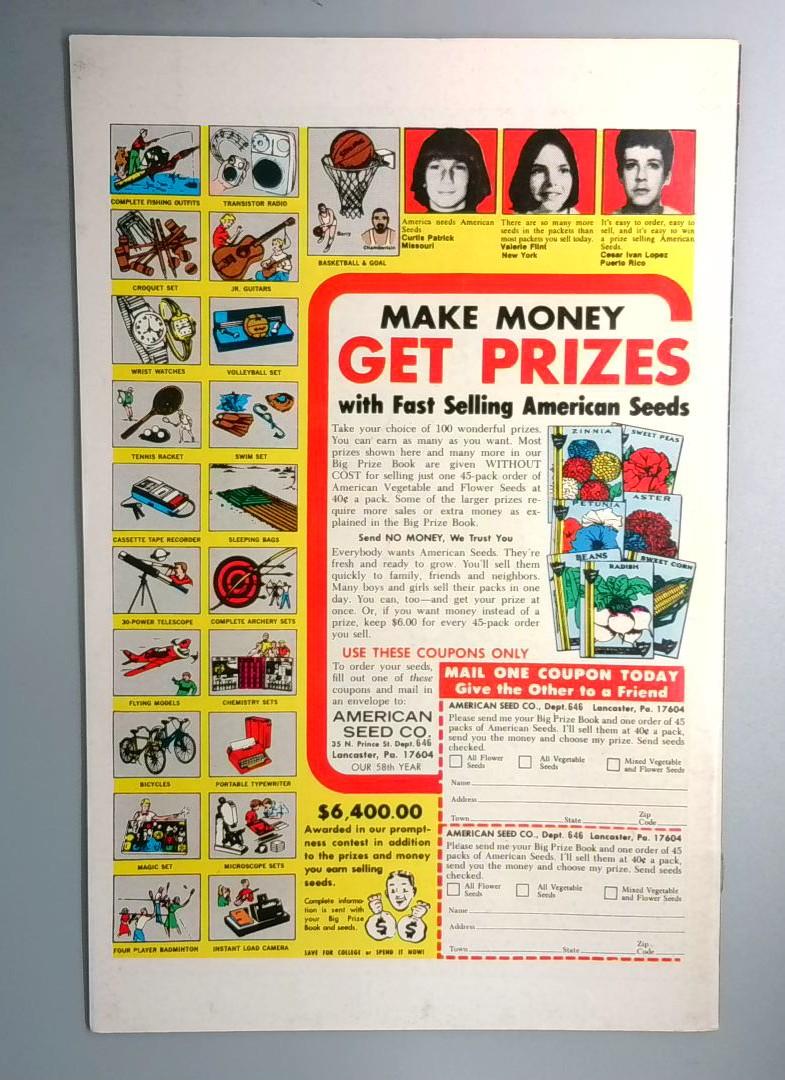 COMPLETE FISHING OUTFITS
TRANSISTOR RADIO
CROQUET SET
JR. GUITARS
WRIST WATCHES
VOLLEYBALL SET
TENNIS RACKET
SWIM SET
CASSETTE TAPE RECORDER
SLEEPING BAGS
30-POWER TELESCOPE
COMPLETE ARCHERY SETS
FLYING MODELS
CHEMISTRY SETS
BICYCLES
PORTABLE TYPEWRITER
MAGIC SET
MICROSCOPE SETS
FOUR PLAYER BADMINTON
INSTANT LOAD CAMERA
Barry
Chamberlain
BASKETBALL & GOAL
America needs American
Seeds
Curtis Patrick
Missouri
There are so many more
seeds in the packets than
most packets you sell today.
Valerie Flint
New York
It's easy to order, easy to
sell, and it's easy to win
a prize selling American
Seeds.
Cesar Ivan Lopez
Puerto Rico
MAKE MONEY
GET PRIZES
with Fast Selling American Seeds
Take your choice of 100 wonderful prizes.
You can earn as many as you want. Most
prizes shown here and many more in our
Big Prize Book are given WITHOUT
COST for selling just one 45-pack order of
American Vegetable and Flower Seeds at
40¢ a pack. Some of the larger prizes re-
quire more sales or extra money as ex-
plained in the Big Prize Book.
Send NO MONEY, We Trust You
Everybody wants American Seeds. They're
fresh and ready to grow. You'll sell them
quickly to family, friends and neighbors.
Many boys and girls sell their packs in one
day. You can, too—and get your prize at
once. Or, if you want money instead of a
prize, keep $6.00 for every 45-pack order
you sell.
ZINNIA
SWEET PEAS
PETUNIA
ASTER
BEANS
RADISH
SWEET CORN
USE THESE COUPONS ONLY
To order your seeds,
fill out one of these
coupons and mail in
an envelope to:
AMERICAN
SEED CO.
35 N. Prince St. Dept. 646
Lancaster, Pa. 17604
OUR 58th YEAR
$6,400.00
Awarded in our prompt-
ness contest in addition
to the prizes and money
you earn selling
seeds.
Complete informa-
tion is sent with
your Big Prize
Book and seeds.
$ $
SAVE FOR COLLEGE or SPEND IT NOW!
MAIL ONE COUPON TODAY
Give the Other to a Friend
AMERICAN SEED CO., Dept. 646 Lancaster, Pa. 17604
Please send me your Big Prize Book and one order of 45
packs of American Seeds. I'll sell them at 40¢ a pack,
send you the money and choose my prize. Send seeds
checked.
All Flower
Seeds
All Vegetable
Seeds
Mixed Vegetable
and Flower Seeds
Name
Address
Town State Zip Code
AMERICAN SEED CO., Dept. 646 Lancaster, Pa. 17604
Please send me your Big Prize Book and one order of 45
packs of American Seeds. I'll sell them at 40¢ a pack,
send you the money and choose my prize. Send seeds
checked.
All Flower
Seeds
All Vegetable
Seeds
Mixed Vegetable
and Flower Seeds
Name
Address
Town State Zip Code